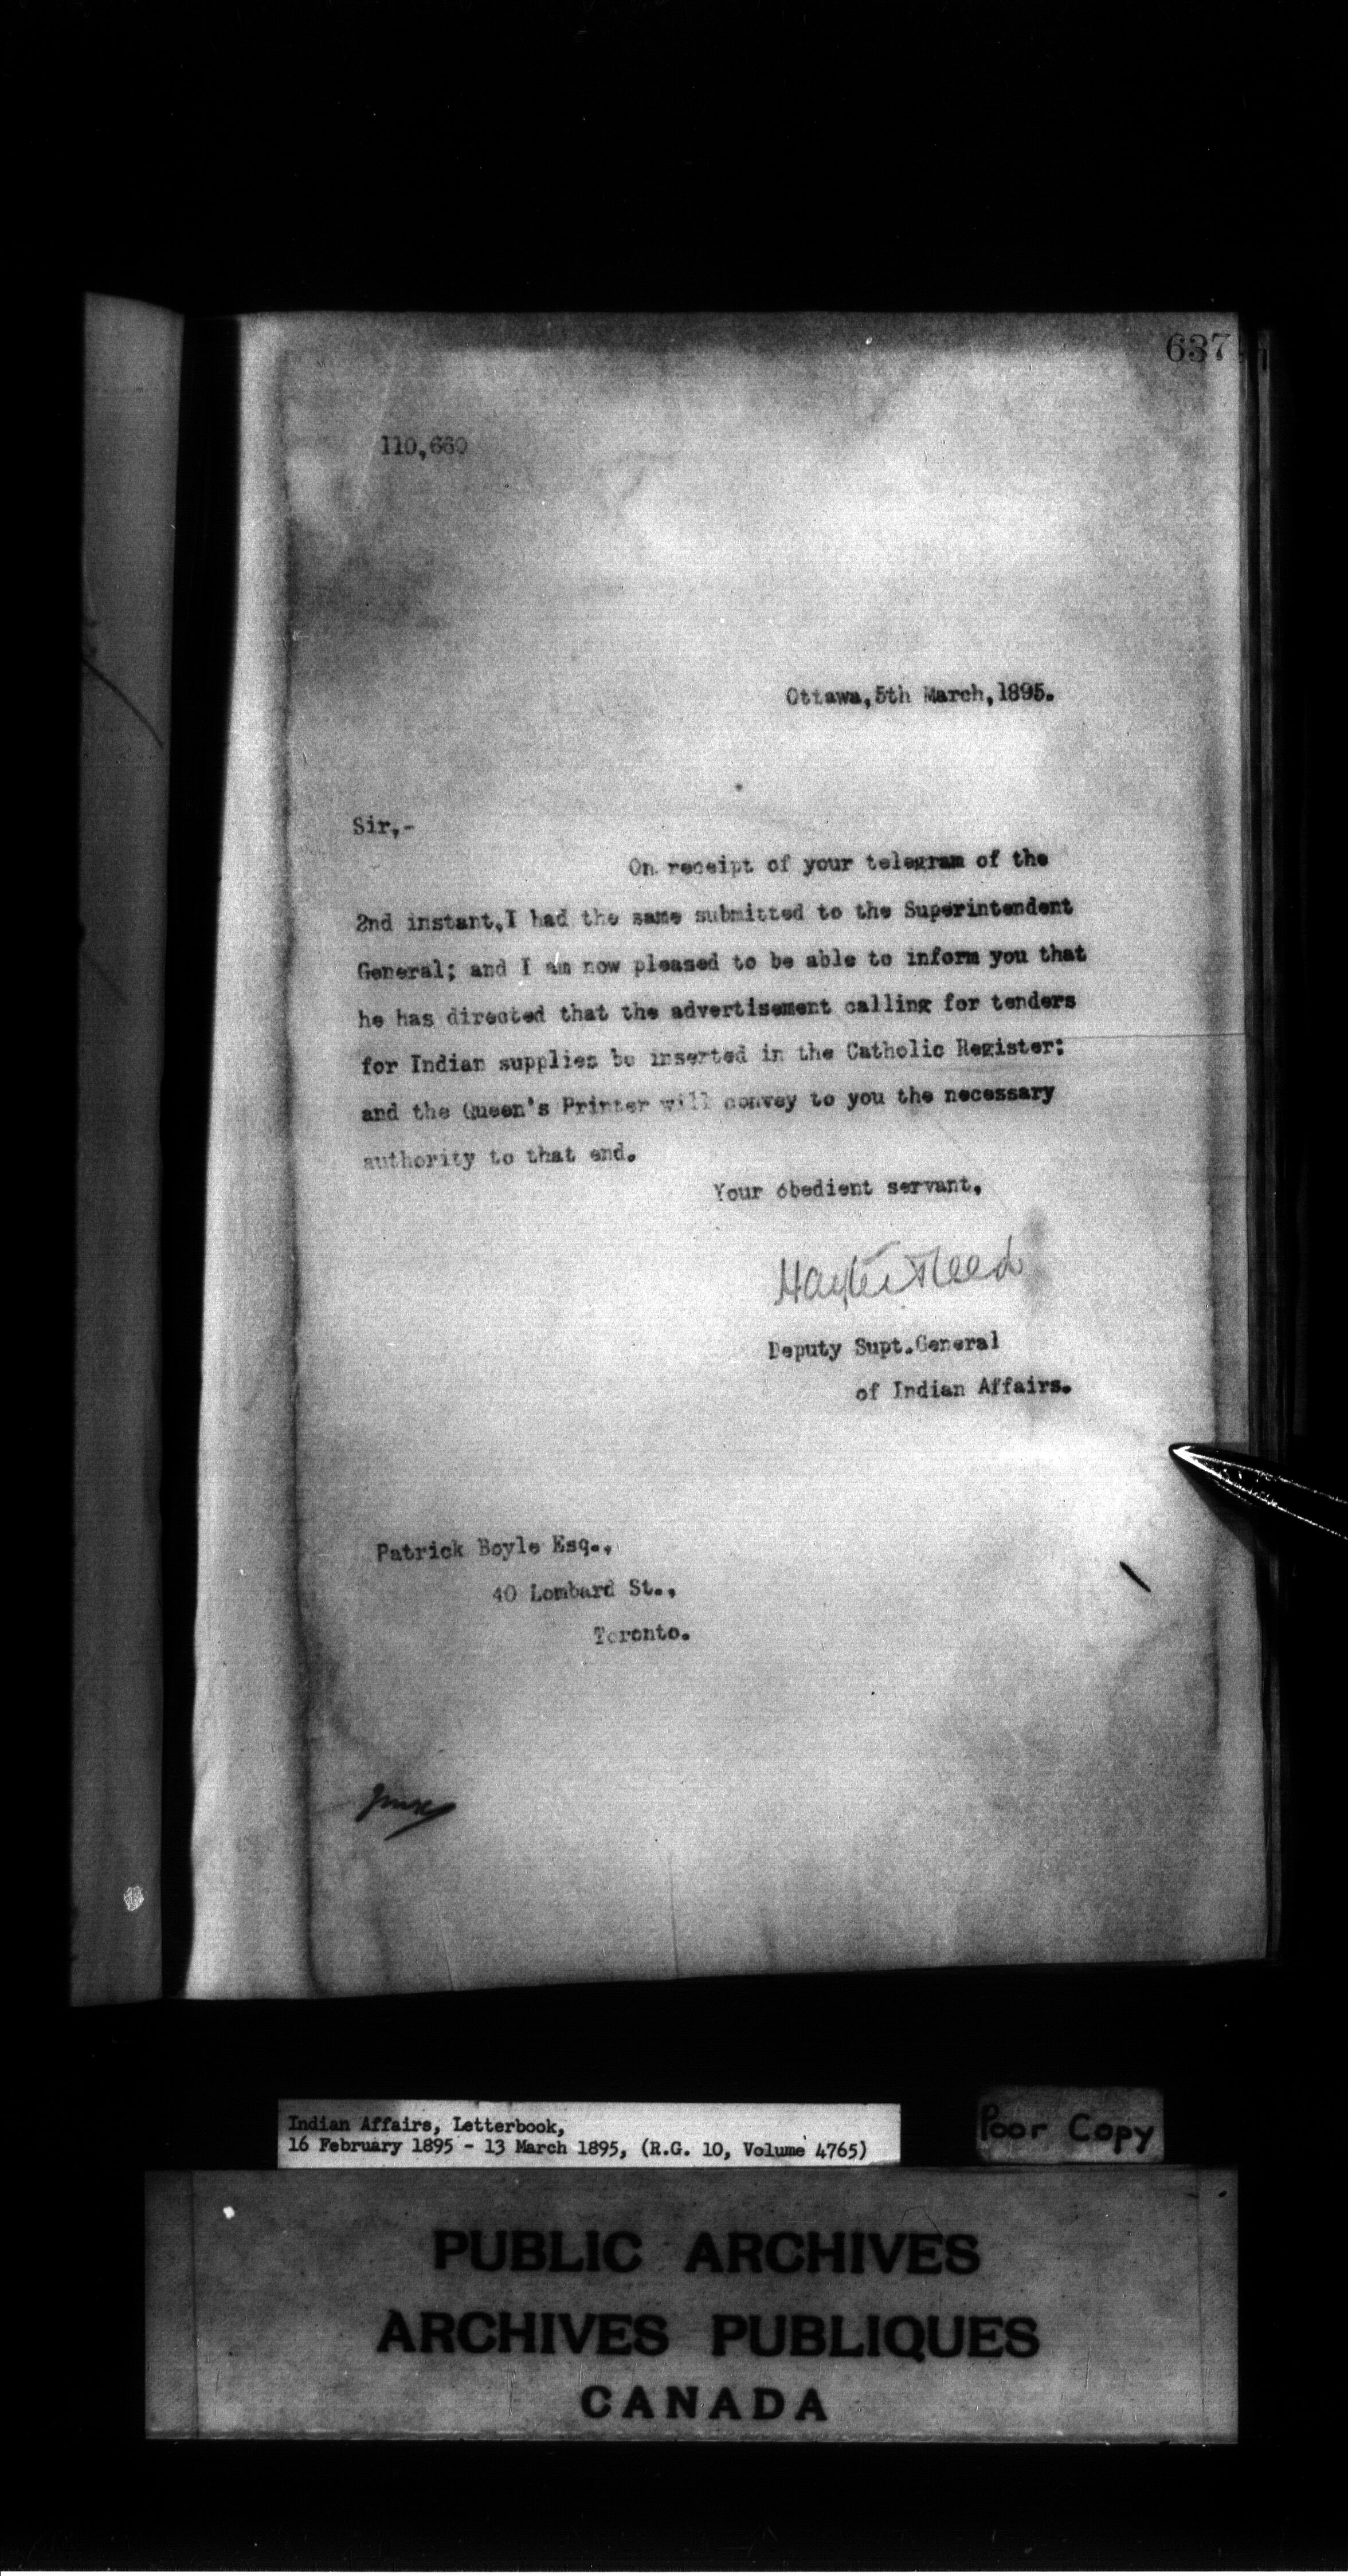 637
110,660
Ottawa,5th March,1895.
Sir,-
On receipt of your telegram of the
2nd instant,I had the same submitted to the Superintendent
General; and I am now pleased to be able to inform you that
he has directed that the advertisement calling for tenders
for Indian supplies be inserted in the Catholic Register:
and the Queen's Printer will convey to you the necessary
authority to that end.
Your obedient servant,
Hayter Reed
Deputy Supt.General
of Indian Affairs.
Patrick Boyle Esq.,
40 Lombard St.,
Toronto.
Indian Affairs, Letterbook,
16 February 1895 - 13 March 1895, (R.G. 10, Volume 4765)
Poor Copy
PUBLIC ARCHIVES
ARCHIVES PUBLIQUES
CANADA